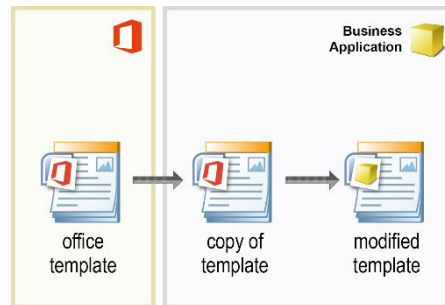 Business
Application
office
template
copy of
template
modified
template